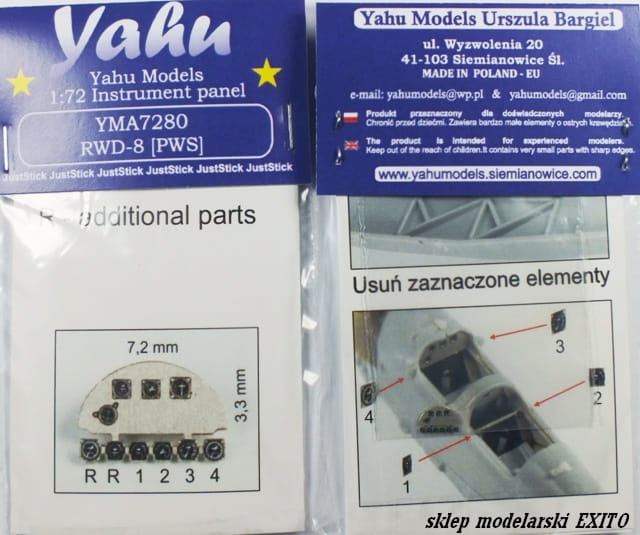 Yahu
Yahu Models
1:72 Instrument panel
YMA7280
RWD-8 [PWS]
JustStick JustStick JustStick JustStick JustStick JustStick
R - additional parts
7,2 mm
3,3 mm
R R 1 2 3 4
Yahu Models Urszula Bargiel
ul. Wyzwolenia 20
41-103 Siemianowice Śl.
MADE IN POLAND - EU
e-mail: yahumodels@wp.pl & yahumodels@gmail.com
Produkt przeznaczony dla doświadczonych modelarzy.
Chronić przed dziećmi. Zawiera bardzo małe elementy o ostrych krawędziach
The product is intended for experienced modelers.
Keep out of the reach of children.It contains very small parts with sharp edges.
www.yahumodels.siemianowice.com
Usuń zaznaczone elementy
3
4
2
1
sklep modelarski EXITO